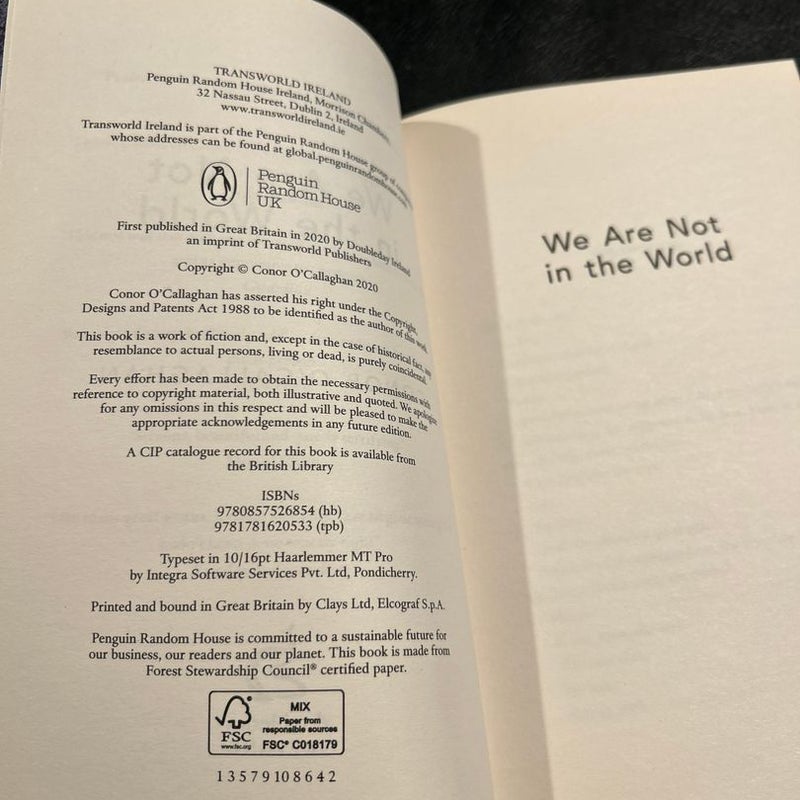 TRANSWORLD IRELAND
Penguin Random House Ireland, Morrison Chambers,
32 Nassau Street, Dublin 2, Ireland
www.transworldireland.ie
Transworld Ireland is part of the Penguin Random House group of
whose addresses can be found at global.penguinrandomhouse.com
Penguin
Random House
UK
First published in Great Britain in 2020 by Doubleday Ireland
an imprint of Transworld Publishers
Copyright © Conor O'Callaghan 2020
Conor O'Callaghan has asserted his right under the Copyright,
Designs and Patents Act 1988 to be identified as the author of this work.
This book is a work of fiction and, except in the case of historical fact, any
resemblance to actual persons, living or dead, is purely coincidental.
Every effort has been made to obtain the necessary permissions with
reference to copyright material, both illustrative and quoted. We apologize
for any omissions in this respect and will be pleased to make the
appropriate acknowledgements in any future edition.
A CIP catalogue record for this book is available from
the British Library
ISBNs
9780857526854 (hb)
9781781620533 (tpb)
Typeset in 10/16pt Haarlemmer MT Pro
by Integra Software Services Pvt. Ltd, Pondicherry.
Printed and bound in Great Britain by Clays Ltd, Elcograf S.p.A.
Penguin Random House is committed to a sustainable future for
our business, our readers and our planet. This book is made from
Forest Stewardship Council® certified paper.
FSC
www.fsc.org
MIX
Paper from
responsible sources
FSC® C018179
1 3 5 7 9 10 8 6 4 2
We Are Not
in the World